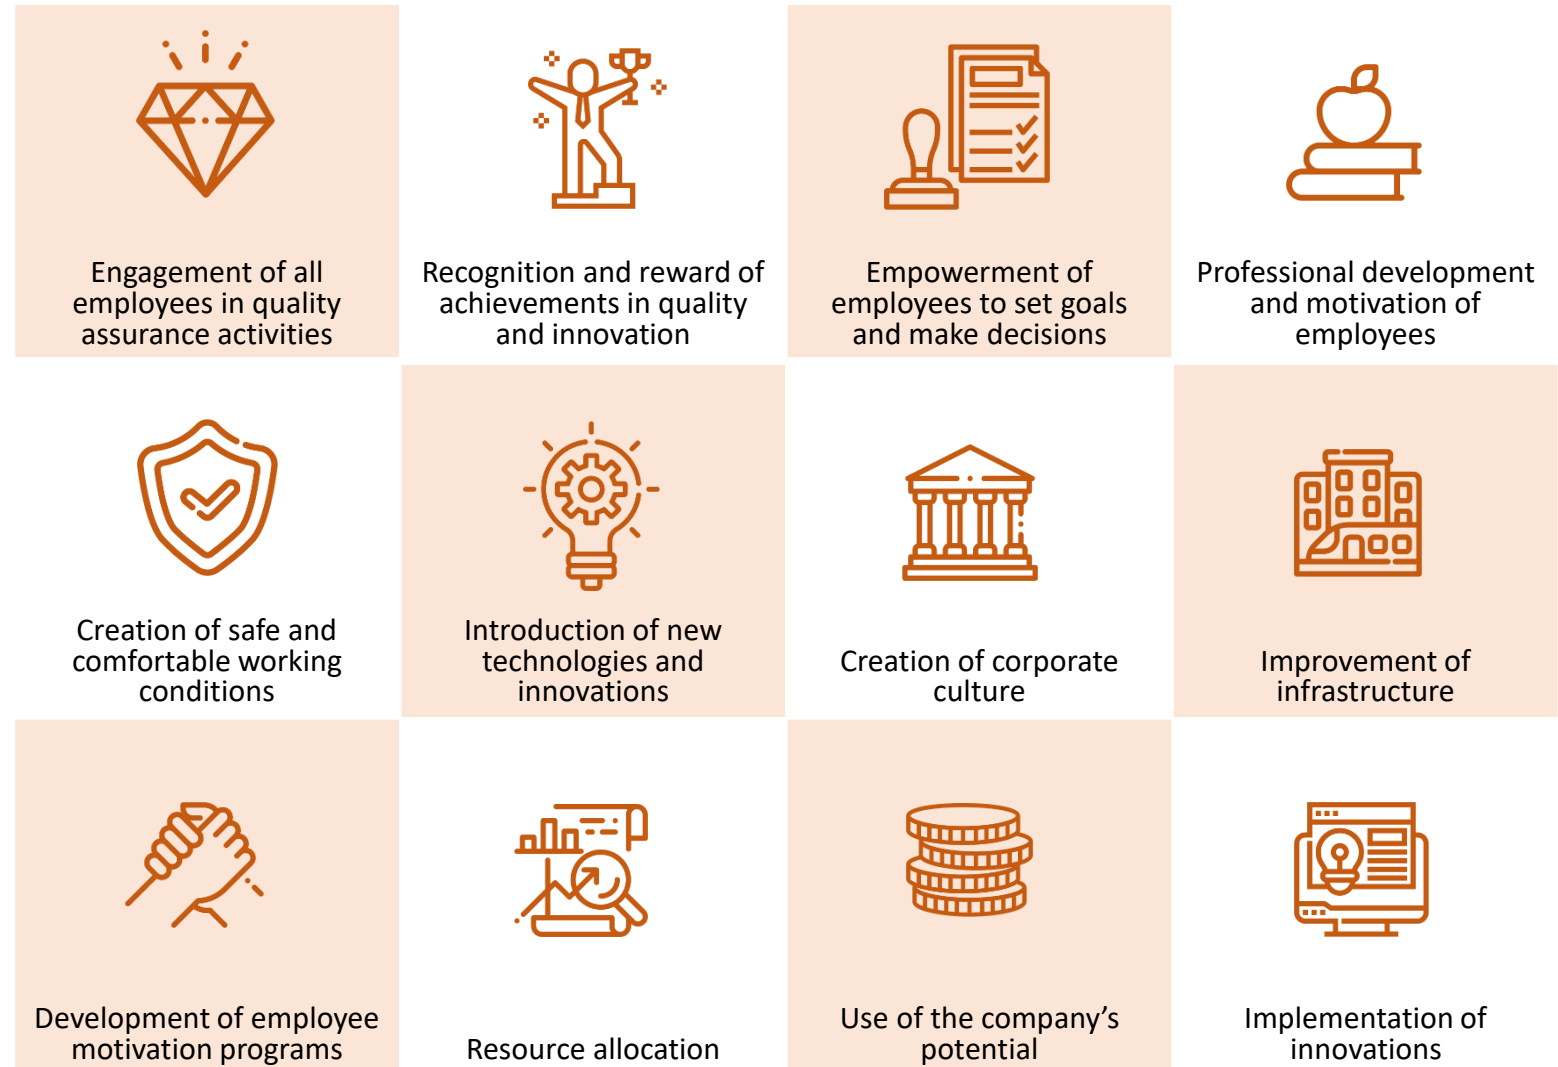 Engagement of all
employees in quality
assurance activities
Recognition and reward of
achievements in quality
and innovation
Empowerment of
employees to set goals
and make decisions
Professional development
and motivation of
employees
Creation of safe and
comfortable working
conditions
Introduction of new
technologies and
innovations
Creation of corporate
culture
Improvement of
infrastructure
Development of employee
motivation programs
Resource allocation
Use of the company’s
potential
Implementation of
innovations